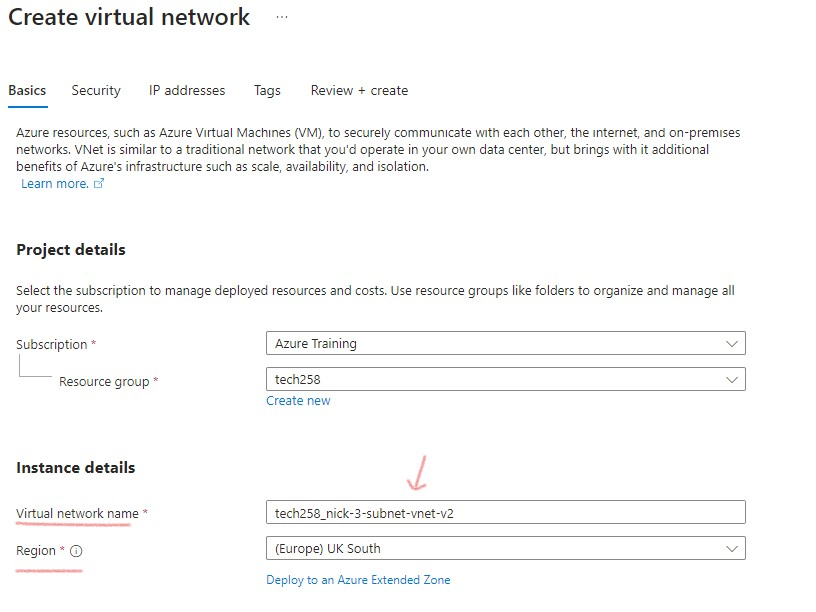 Create virtual network ...
Basics Security IP addresses Tags Review + create
Azure resources, such as Azure Virtual Machines (VM), to securely communicate with each other, the internet, and on-premises
networks. VNet is similar to a traditional network that you'd operate in your own data center, but brings with it additional
benefits of Azure's infrastructure such as scale, availability, and isolation.
Learn more.
Project details
Select the subscription to manage deployed resources and costs. Use resource groups like folders to organize and manage all
your resources.
Subscription * Azure Training
Resource group * tech258
Create new
Instance details
Virtual network name * tech258_nick-3-subnet-vnet-v2
Region * (Europe) UK South
Deploy to an Azure Extended Zone